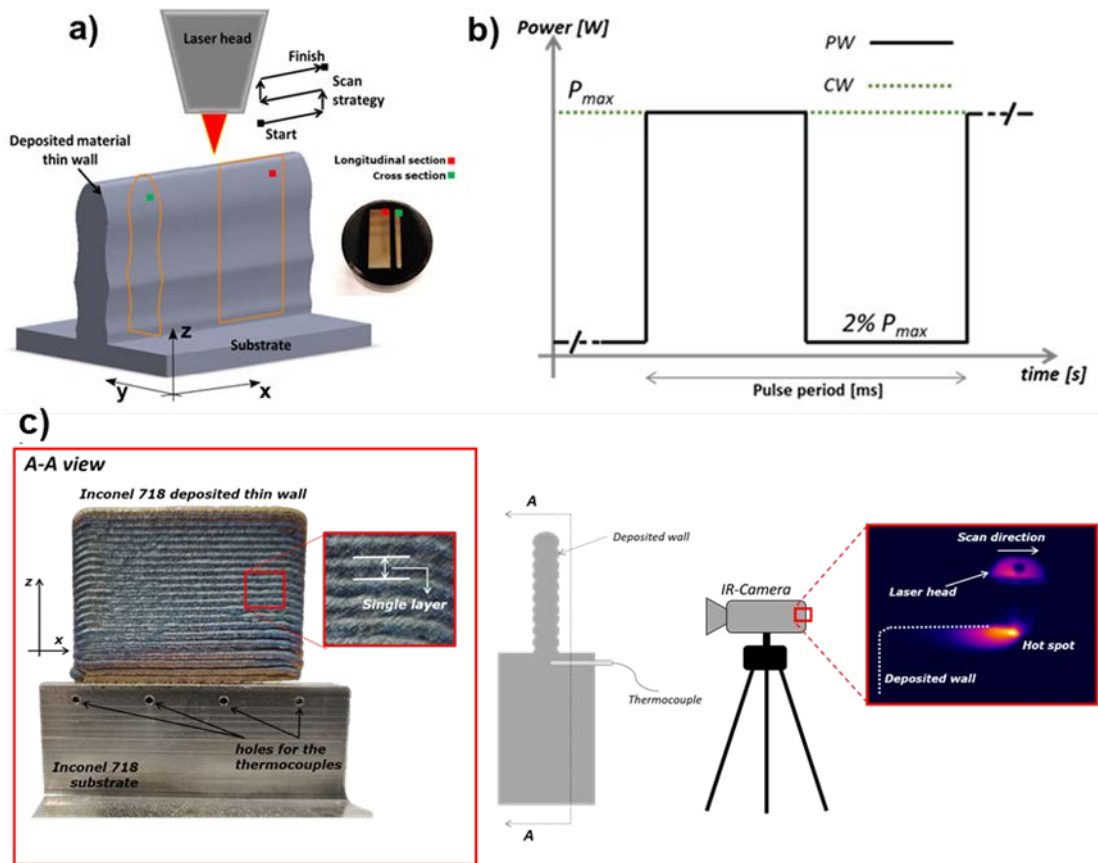 a)
Laser head
Finish
Scan
strategy
Start
Deposited material
thin wall
Longitudinal section
Cross section
Substrate
z
y
x
b)
Power [W]
PW
CW
Pmax
2% Pmax
time [s]
Pulse period [ms]
c)
A-A view
Inconel 718 deposited thin wall
z
x
Single layer
holes for the
thermocouples
Inconel 718
substrate
A
Deposited wall
Thermocouple
A
IR-Camera
Scan direction
Laser head
Hot spot
Deposited wall